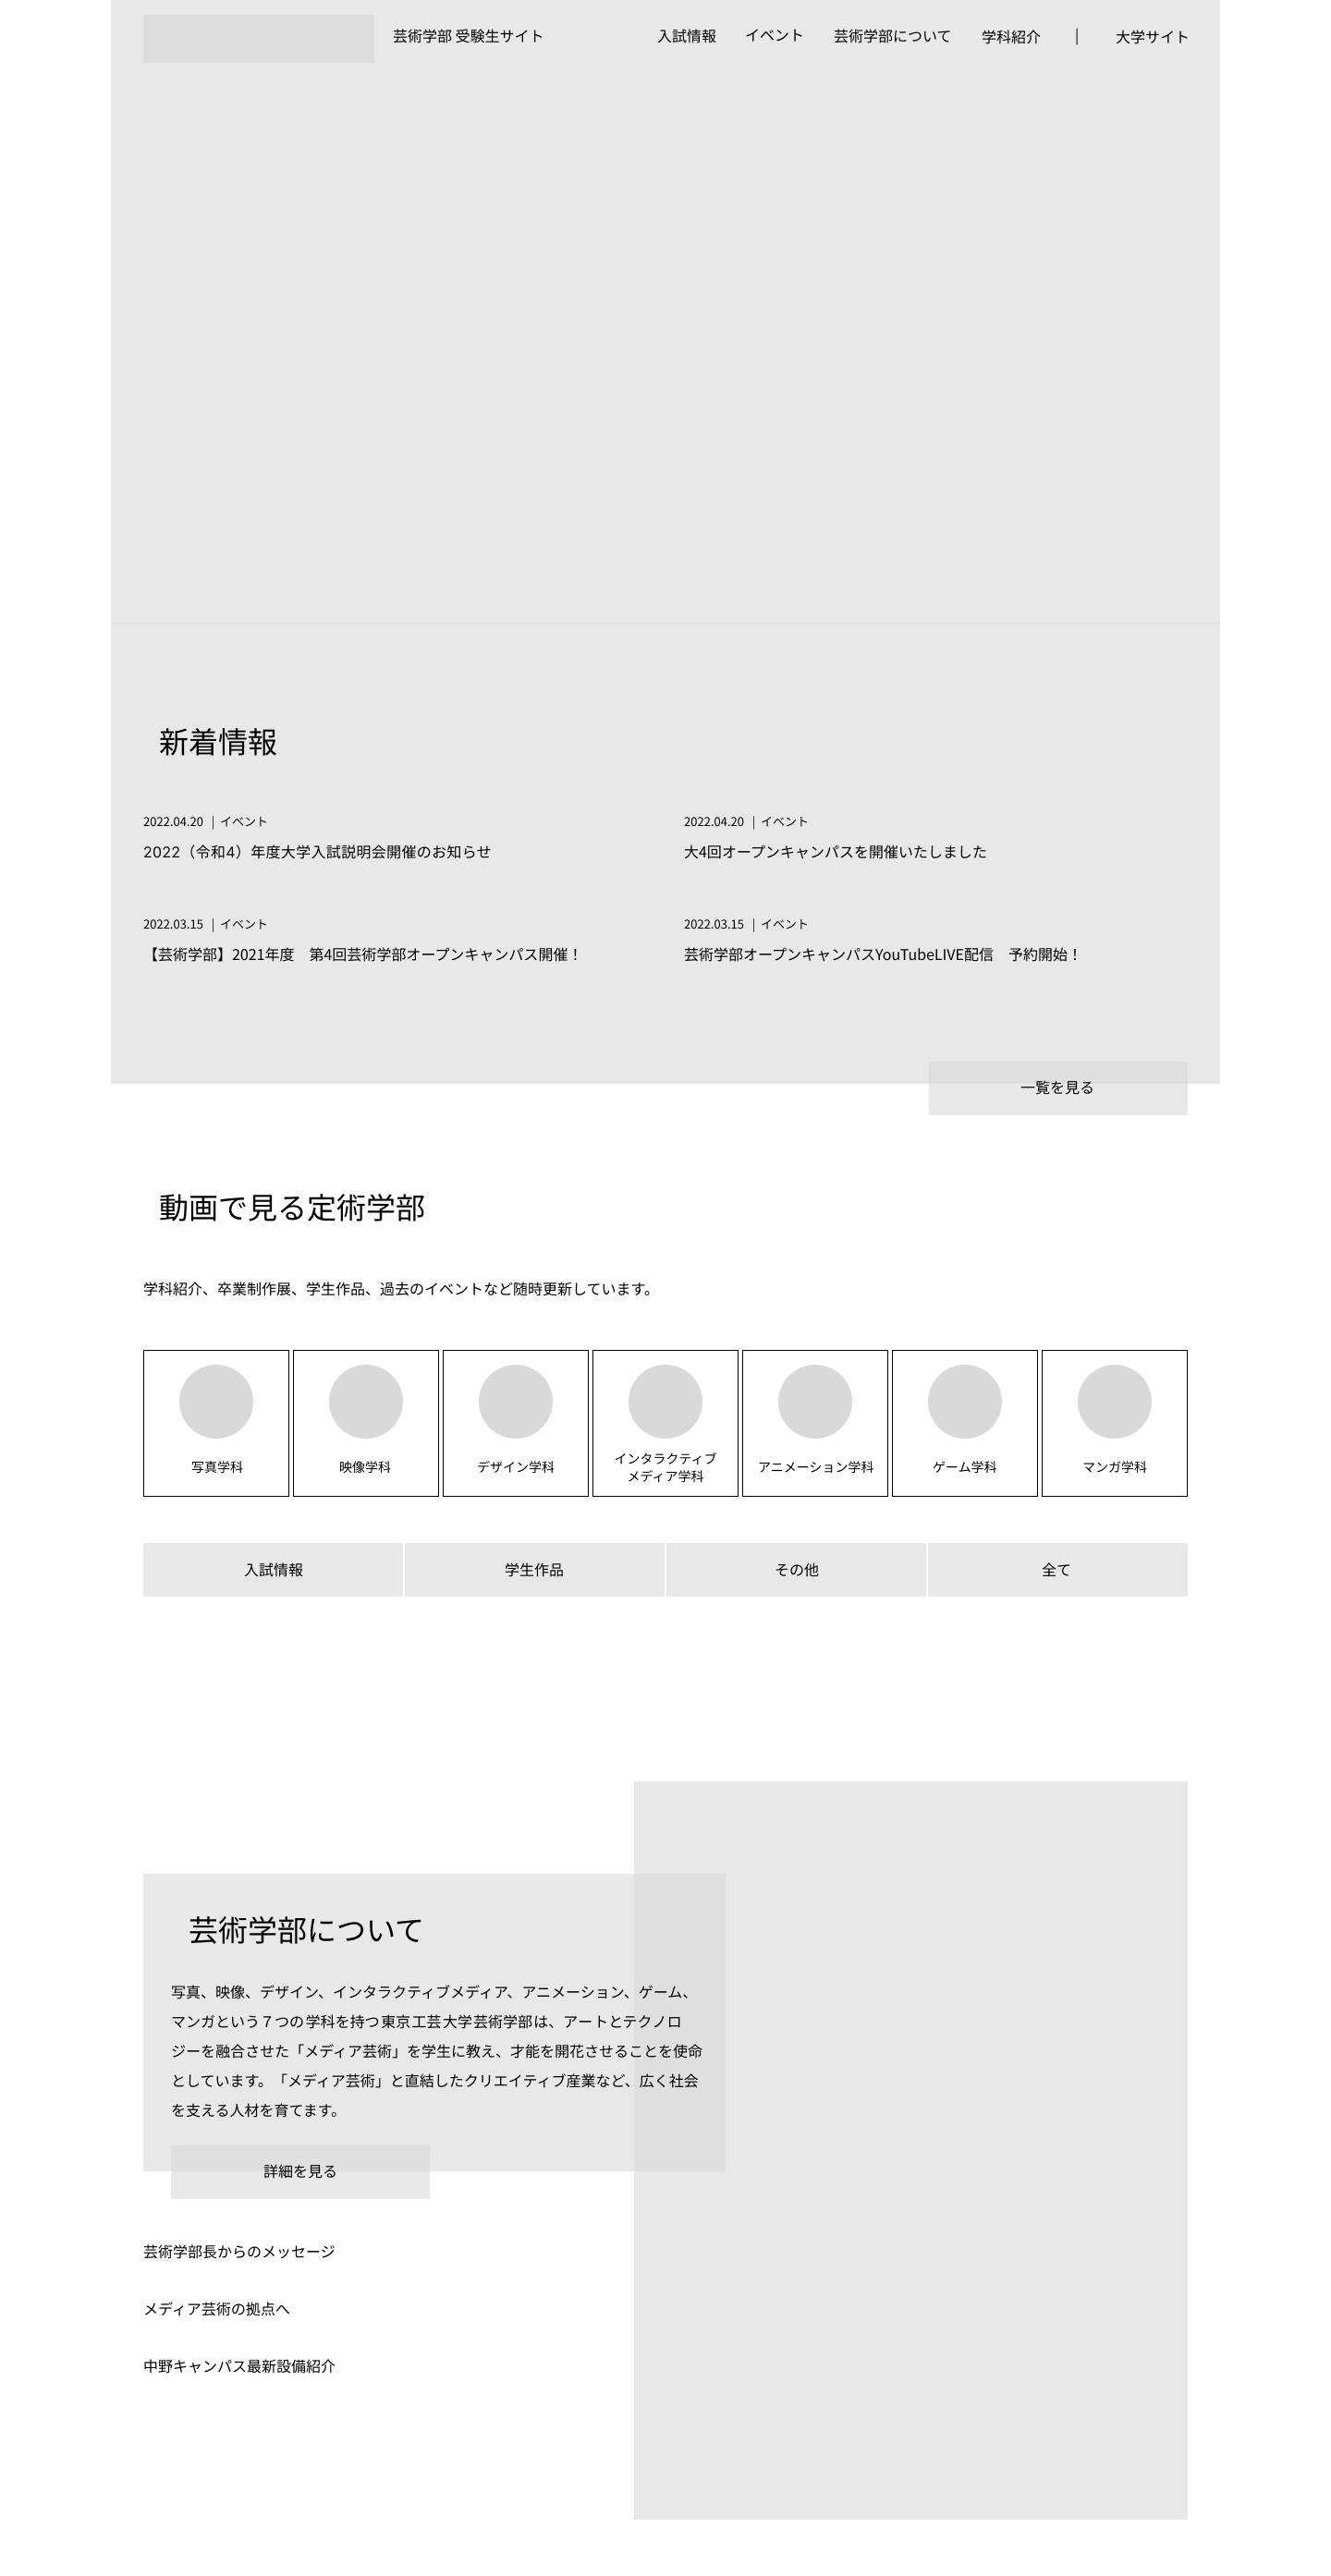 芸術学部 受験生サイト
入試情報
イベント
芸術学部について
学科紹介
|
大学サイト
新着情報
2022.04.20 | イベント
2022（令和4）年度大学入試説明会開催のお知らせ
2022.04.20 | イベント
大4回オープンキャンパスを開催いたしました
2022.03.15 | イベント
【芸術学部】2021年度　第4回芸術学部オープンキャンパス開催！
2022.03.15 | イベント
芸術学部オープンキャンパスYouTubeLIVE配信　予約開始！
一覧を見る
動画で見る定術学部
学科紹介、卒業制作展、学生作品、過去のイベントなど随時更新しています。
写真学科
映像学科
デザイン学科
インタラクティブ
メディア学科
アニメーション学科
ゲーム学科
マンガ学科
入試情報
学生作品
その他
全て
芸術学部について
写真、映像、デザイン、インタラクティブメディア、アニメーション、ゲーム、
マンガという７つの学科を持つ東京工芸大学芸術学部は、アートとテクノロ
ジーを融合させた「メディア芸術」を学生に教え、才能を開花させることを使命
としています。「メディア芸術」と直結したクリエイティブ産業など、広く社会
を支える人材を育てます。
詳細を見る
芸術学部長からのメッセージ
メディア芸術の拠点へ
中野キャンパス最新設備紹介